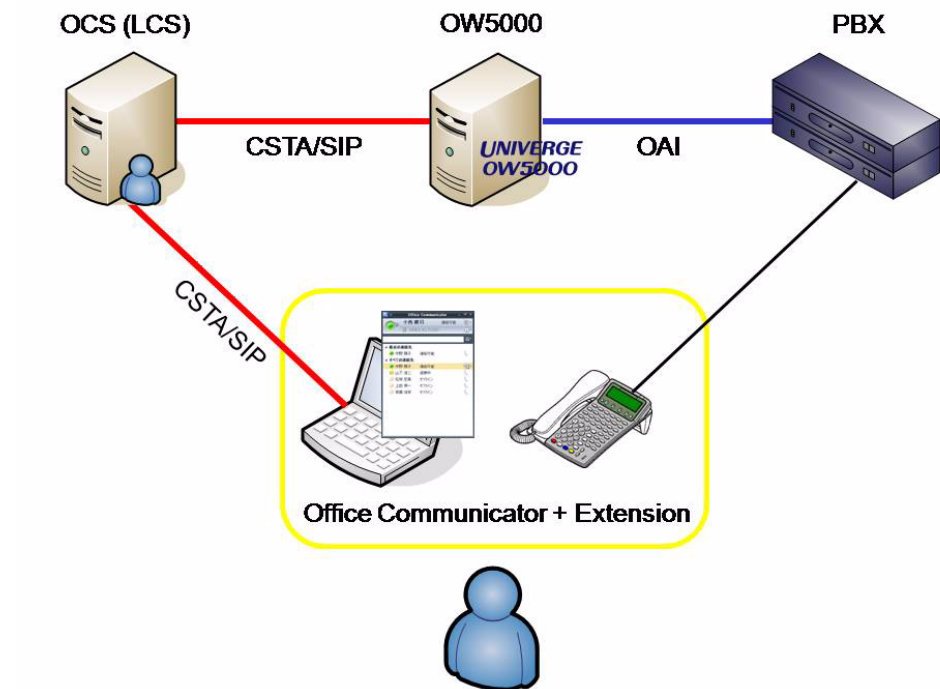 OCS (LCS)
OW5000
PBX
CSTA/SIP
UNIVERGE
OW5000
OAI
CSTA/SIP
Office Communicator
Office Communicator + Extension